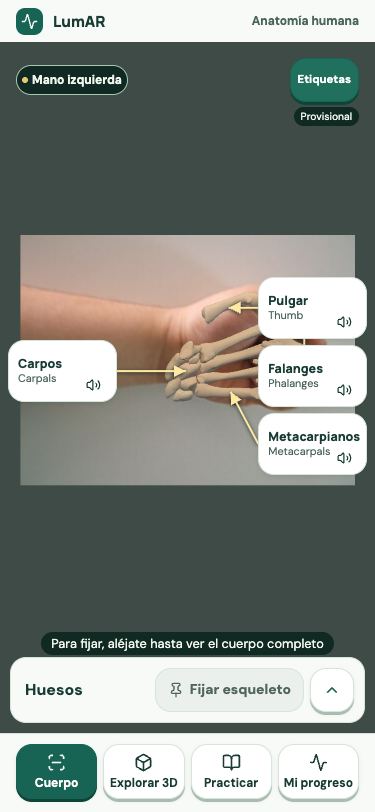 LumAR
Anatomía humana
Mano izquierda
Etiquetas
Provisional
Pulgar
Thumb
Carpos
Carpals
Falanges
Phalanges
Metacarpianos
Metacarpals
Para fijar, aléjate hasta ver el cuerpo completo
Huesos
Fijar esqueleto
Cuerpo
Explorar 3D
Practicar
Mi progreso